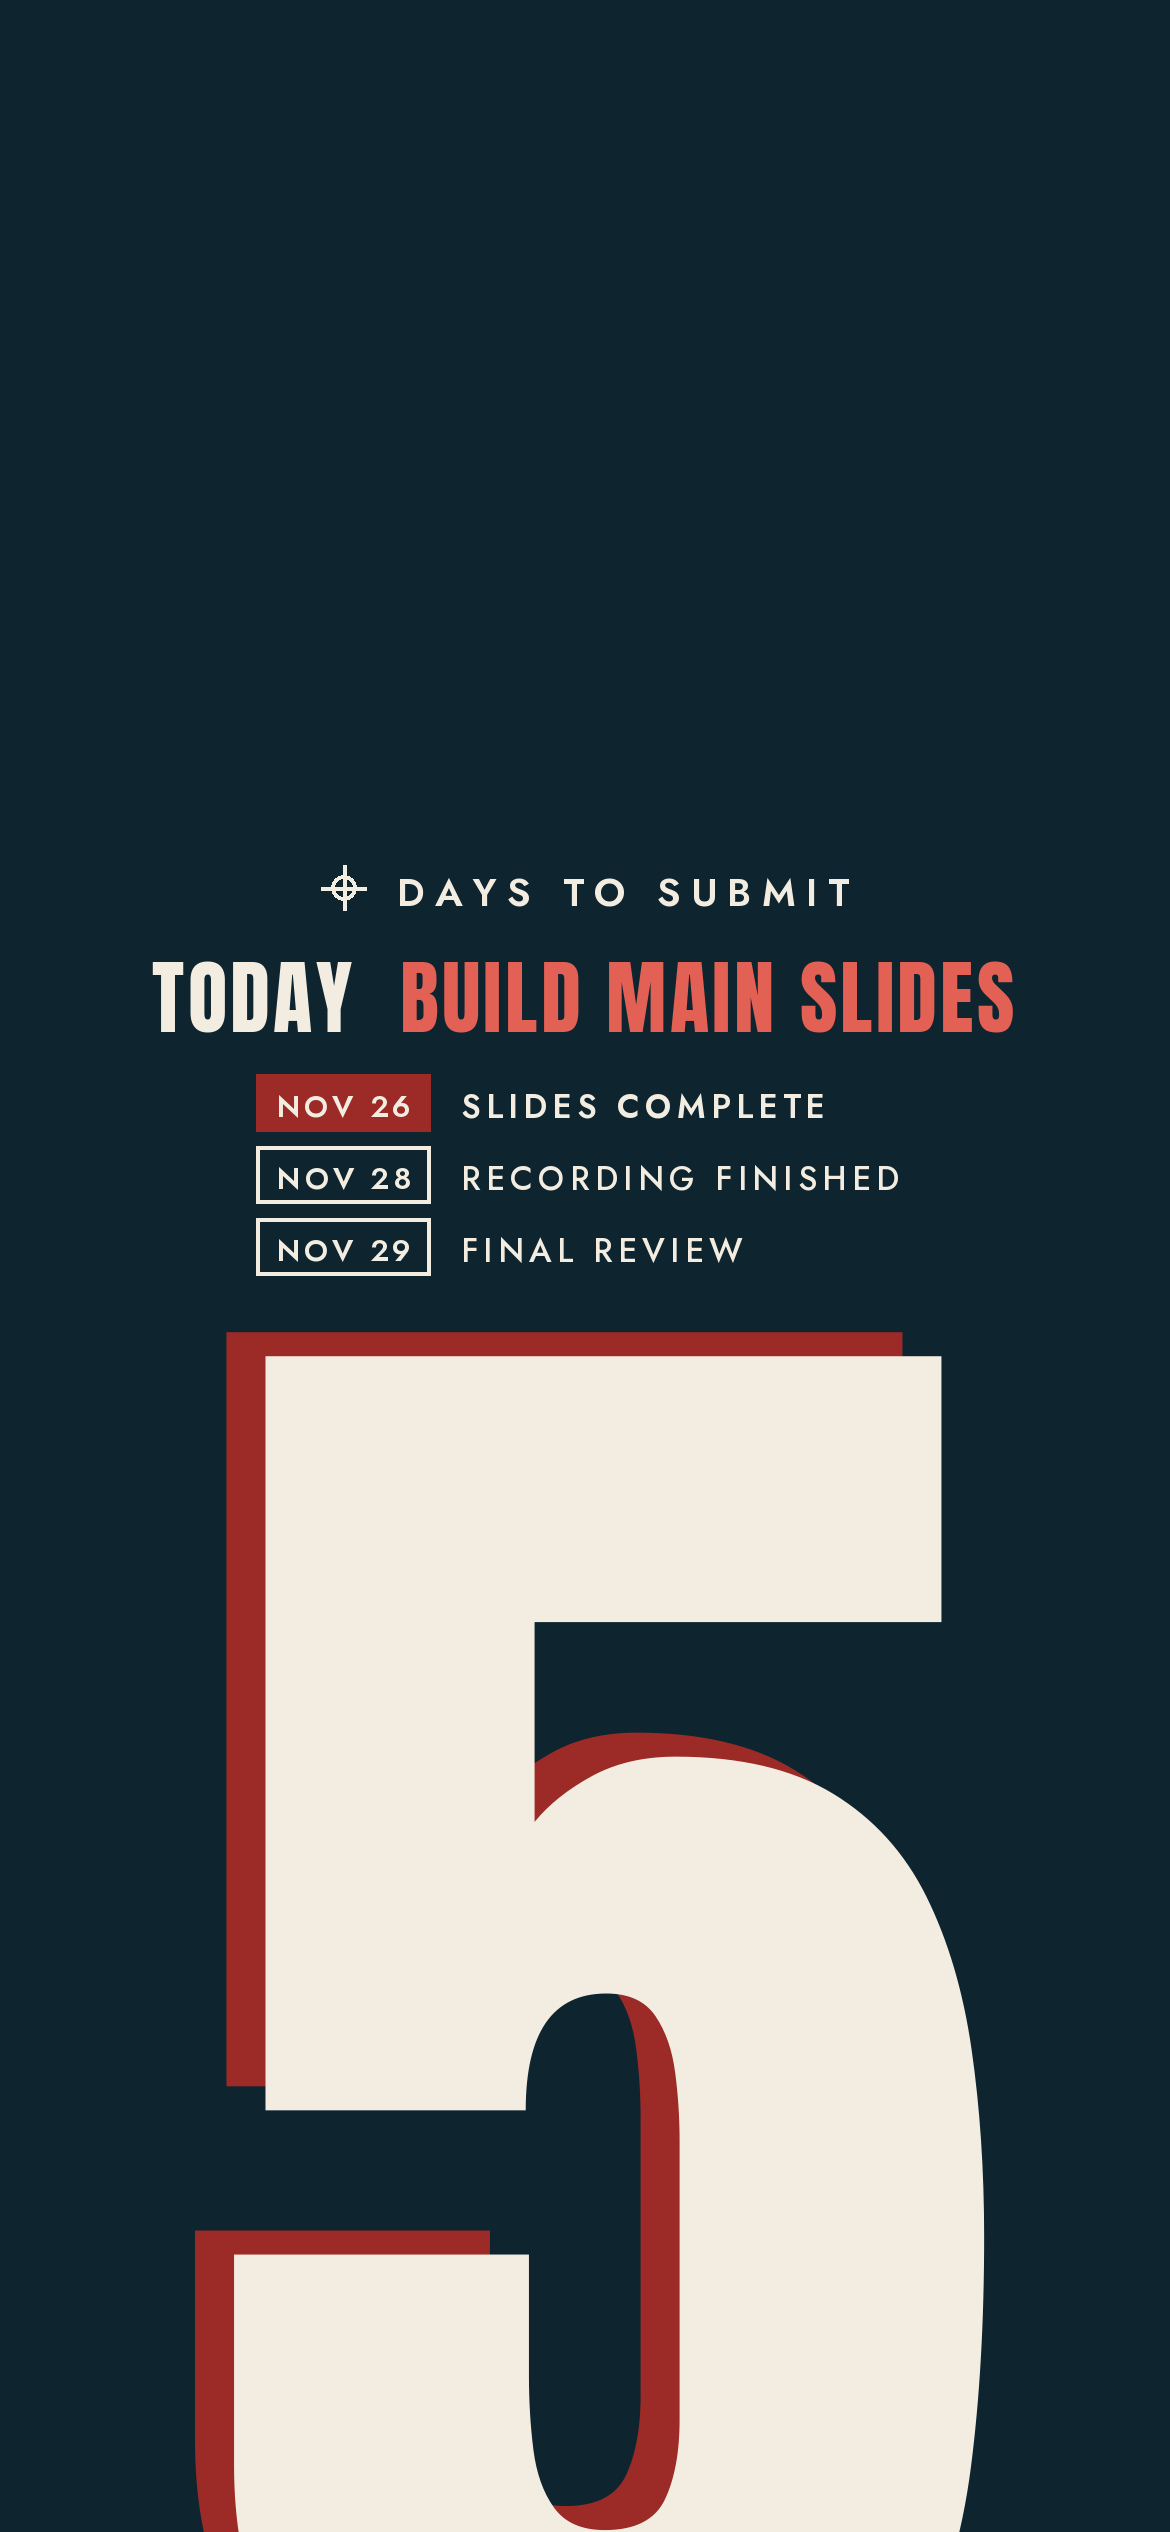 DAYS TO SUBMIT
TODAY BUILD MAIN SLIDES
NOV 26 SLIDES COMPLETE
NOV 28 RECORDING FINISHED
NOV 29 FINAL REVIEW
5